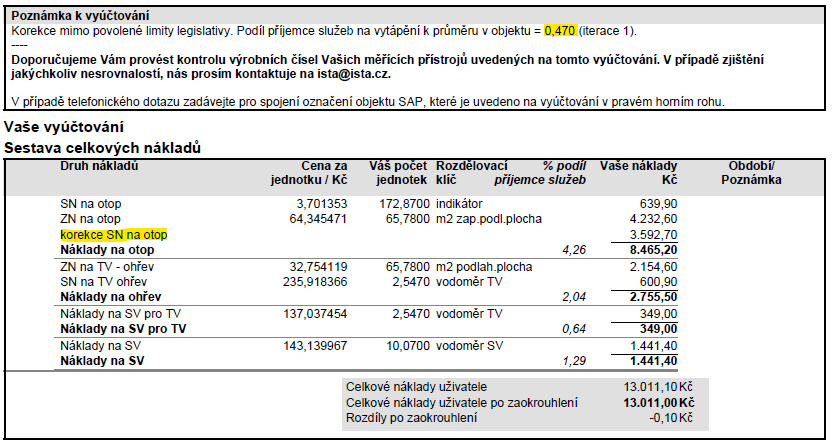 Poznámka k vyúčtování
Korekce mimo povolené limity legislativy. Podíl příjemce služeb na vytápění k průměru v objektu = 0,470 (iterace 1).
----
Doporučujeme Vám provést kontrolu výrobních čísel Vašich měřících přístrojů uvedených na tomto vyúčtování. V případě zjištění
jakýchkoliv nesrovnalostí, nás prosím kontaktuje na ista@ista.cz.
V případě telefonického dotazu zadávejte pro spojení označení objektu SAP, které je uvedeno na vyúčtování v pravém horním rohu.
Vaše vyúčtování
Sestava celkových nákladů
Druh nákladů Cena za Váš počet Rozdělovací % podíl Vaše náklady Období/
jednotku / Kč jednotek klíč příjemce služeb Kč Poznámka
SN na otop 3,701353 172,8700 indikátor 639,90
ZN na otop 64,345471 65,7800 m2 zap.podl.plocha 4.232,60
korekce SN na otop 3.592,70
Náklady na otop 4,26 8.465,20
ZN na TV - ohřev 32,754119 65,7800 m2 podlah.plocha 2.154,60
SN na TV ohřev 235,918366 2,5470 vodoměr TV 600,90
Náklady na ohřev 2,04 2.755,50
Náklady na SV pro TV 137,037454 2,5470 vodoměr TV 349,00
Náklady na SV pro TV 0,64 349,00
Náklady na SV 143,139967 10,0700 vodoměr SV 1.441,40
Náklady na SV 1,29 1.441,40
Celkové náklady uživatele 13.011,10 Kč
Celkové náklady uživatele po zaokrouhlení 13.011,00 Kč
Rozdíly po zaokrouhlení -0,10 Kč